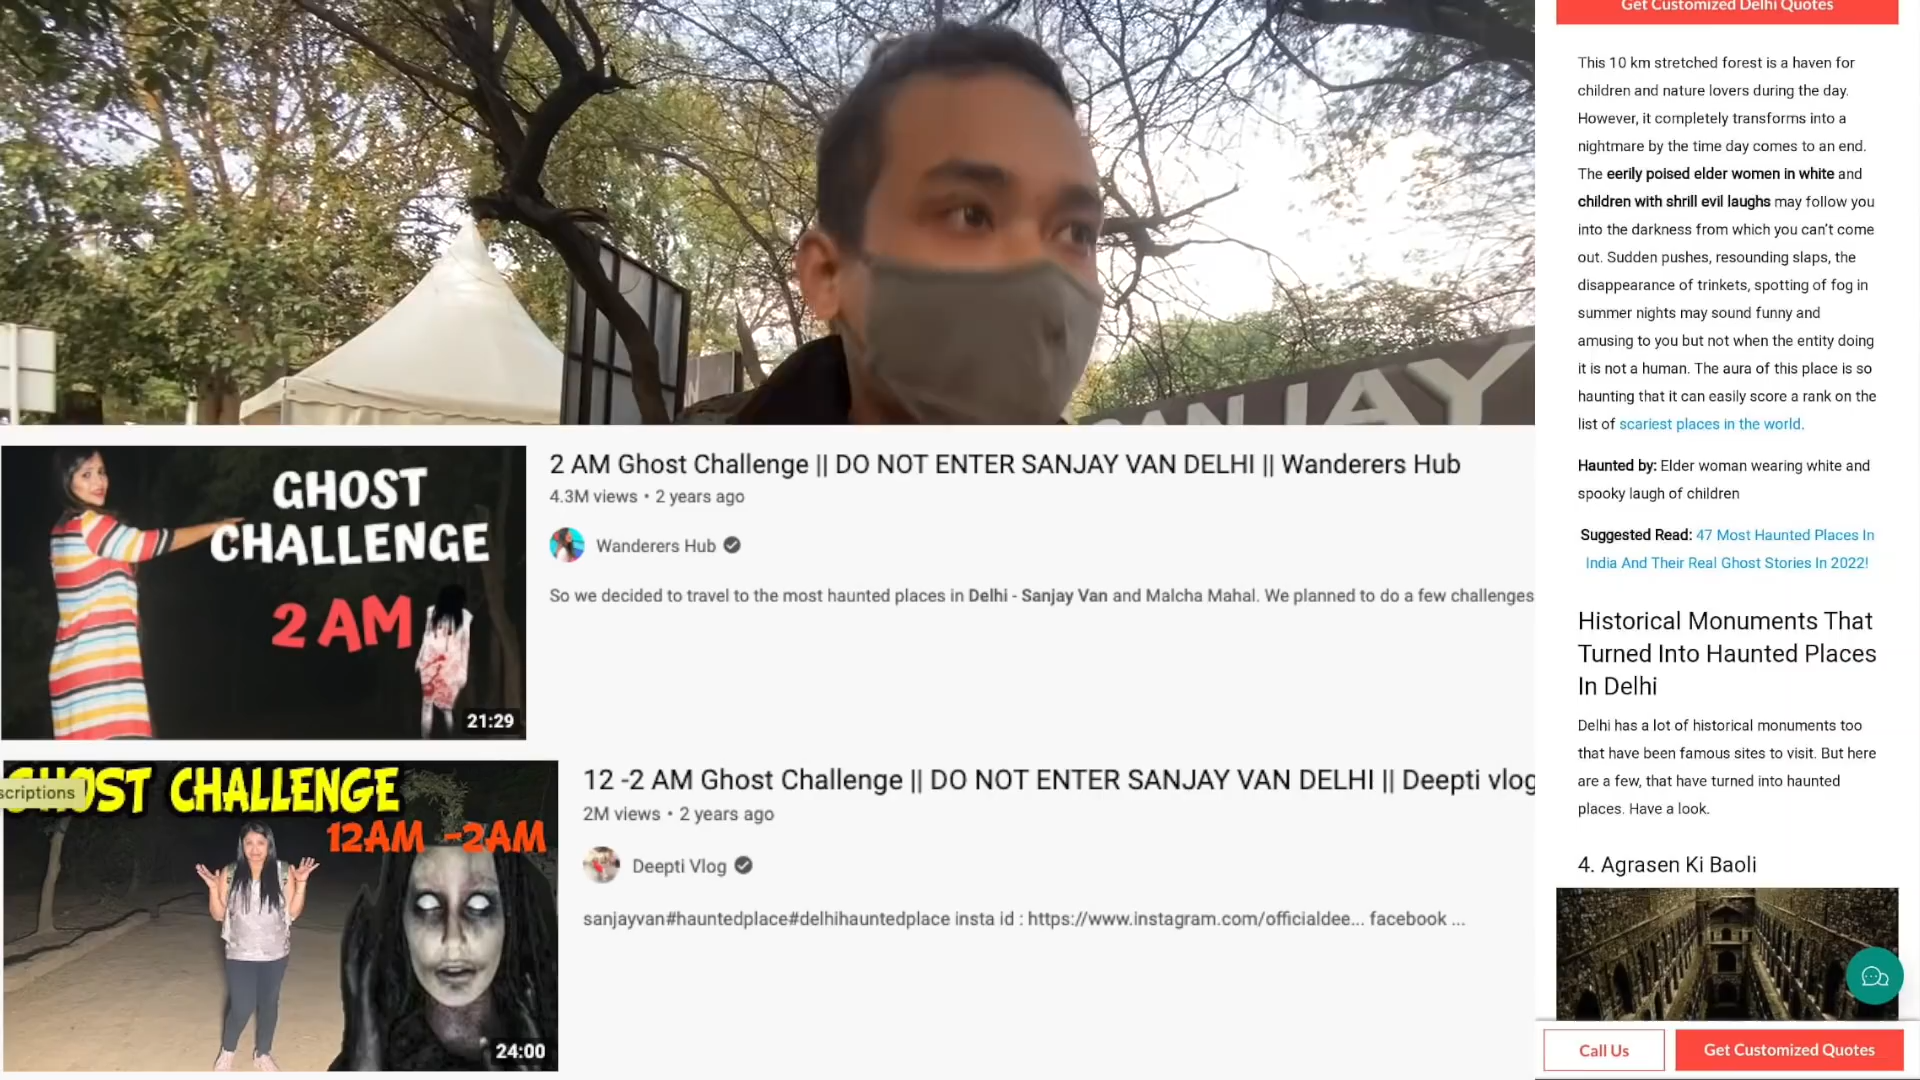 SANJAY
GHOST
CHALLENGE
2 AM
21:29
2 AM Ghost Challenge || DO NOT ENTER SANJAY VAN DELHI || Wanderers Hub
4.3M views • 2 years ago
Wanderers Hub
So we decided to travel to the most haunted places in Delhi - Sanjay Van and Malcha Mahal. We planned to do a few challenges
GHOST CHALLENGE
scriptions
12AM -2AM
24:00
12 -2 AM Ghost Challenge || DO NOT ENTER SANJAY VAN DELHI || Deepti vlog
2M views • 2 years ago
Deepti Vlog
sanjayvan#hauntedplace#delhihauntedplace insta id : https://www.instagram.com/officialdee... facebook ...
Get Customized Delhi Quotes
This 10 km stretched forest is a haven for
children and nature lovers during the day.
However, it completely transforms into a
nightmare by the time day comes to an end.
The eerily poised elder women in white and
children with shrill evil laughs may follow you
into the darkness from which you can’t come
out. Sudden pushes, resounding slaps, the
disappearance of trinkets, spotting of fog in
summer nights may sound funny and
amusing to you but not when the entity doing
it is not a human. The aura of this place is so
haunting that it can easily score a rank on the
list of scariest places in the world.
Haunted by: Elder woman wearing white and
spooky laugh of children
Suggested Read: 47 Most Haunted Places In
India And Their Real Ghost Stories In 2022!
Historical Monuments That
Turned Into Haunted Places
In Delhi
Delhi has a lot of historical monuments too
that have been famous sites to visit. But here
are a few, that have turned into haunted
places. Have a look.
4. Agrasen Ki Baoli
Call Us
Get Customized Quotes